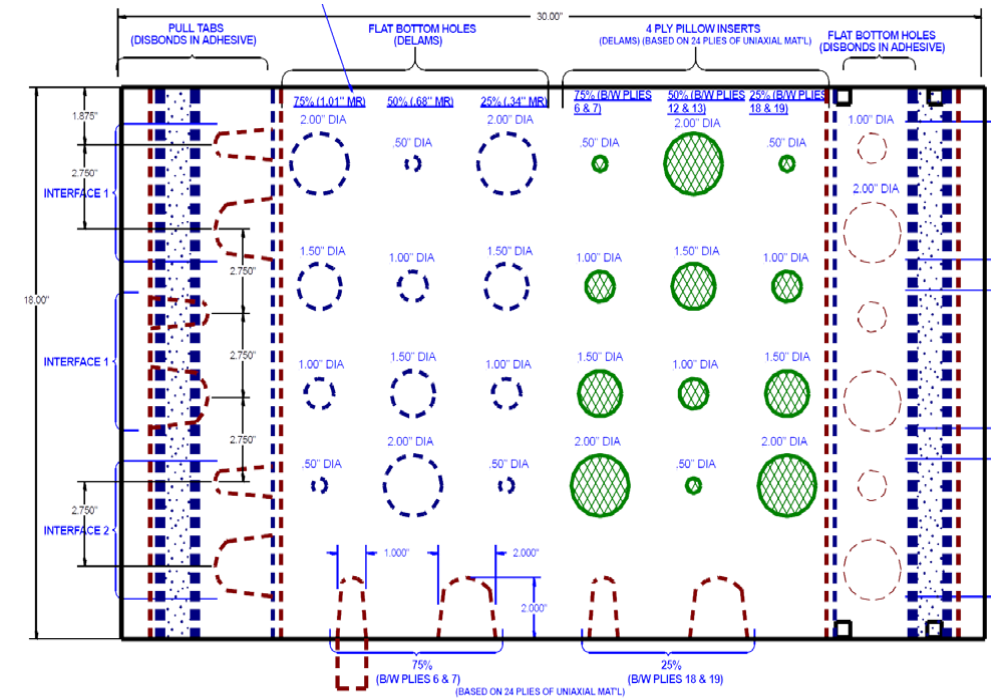 30.00"
PULL TABS
(DISBONDS IN ADHESIVE)
FLAT BOTTOM HOLES
(DELAMS)
4 PLY PILLOW INSERTS
(DELAMS) (BASED ON 24 PLIES OF UNIAXIAL MAT'L)
FLAT BOTTOM HOLES
(DISBONDS IN ADHESIVE)
75% (1.01" MR)
50% (.68" MR)
25% (.34" MR)
75% (B/W PLIES
6 & 7)
50% (B/W PLIES
12 & 13)
25% (B/W PLIES
18 & 19)
1.875"
2.00" DIA
.50" DIA
2.00" DIA
.50" DIA
2.00" DIA
.50" DIA
1.00" DIA
2.750"
INTERFACE 1
2.00" DIA
2.750"
1.50" DIA
1.00" DIA
1.50" DIA
1.00" DIA
1.50" DIA
1.00" DIA
18.00"
2.750"
INTERFACE 1
1.00" DIA
1.50" DIA
1.00" DIA
1.50" DIA
1.00" DIA
1.50" DIA
2.750"
.50" DIA
2.00" DIA
.50" DIA
2.00" DIA
.50" DIA
2.00" DIA
2.750"
INTERFACE 2
1.000"
2.000"
2.000"
75%
(B/W PLIES 6 & 7)
25%
(B/W PLIES 18 & 19)
(BASED ON 24 PLIES OF UNIAXIAL MAT'L)